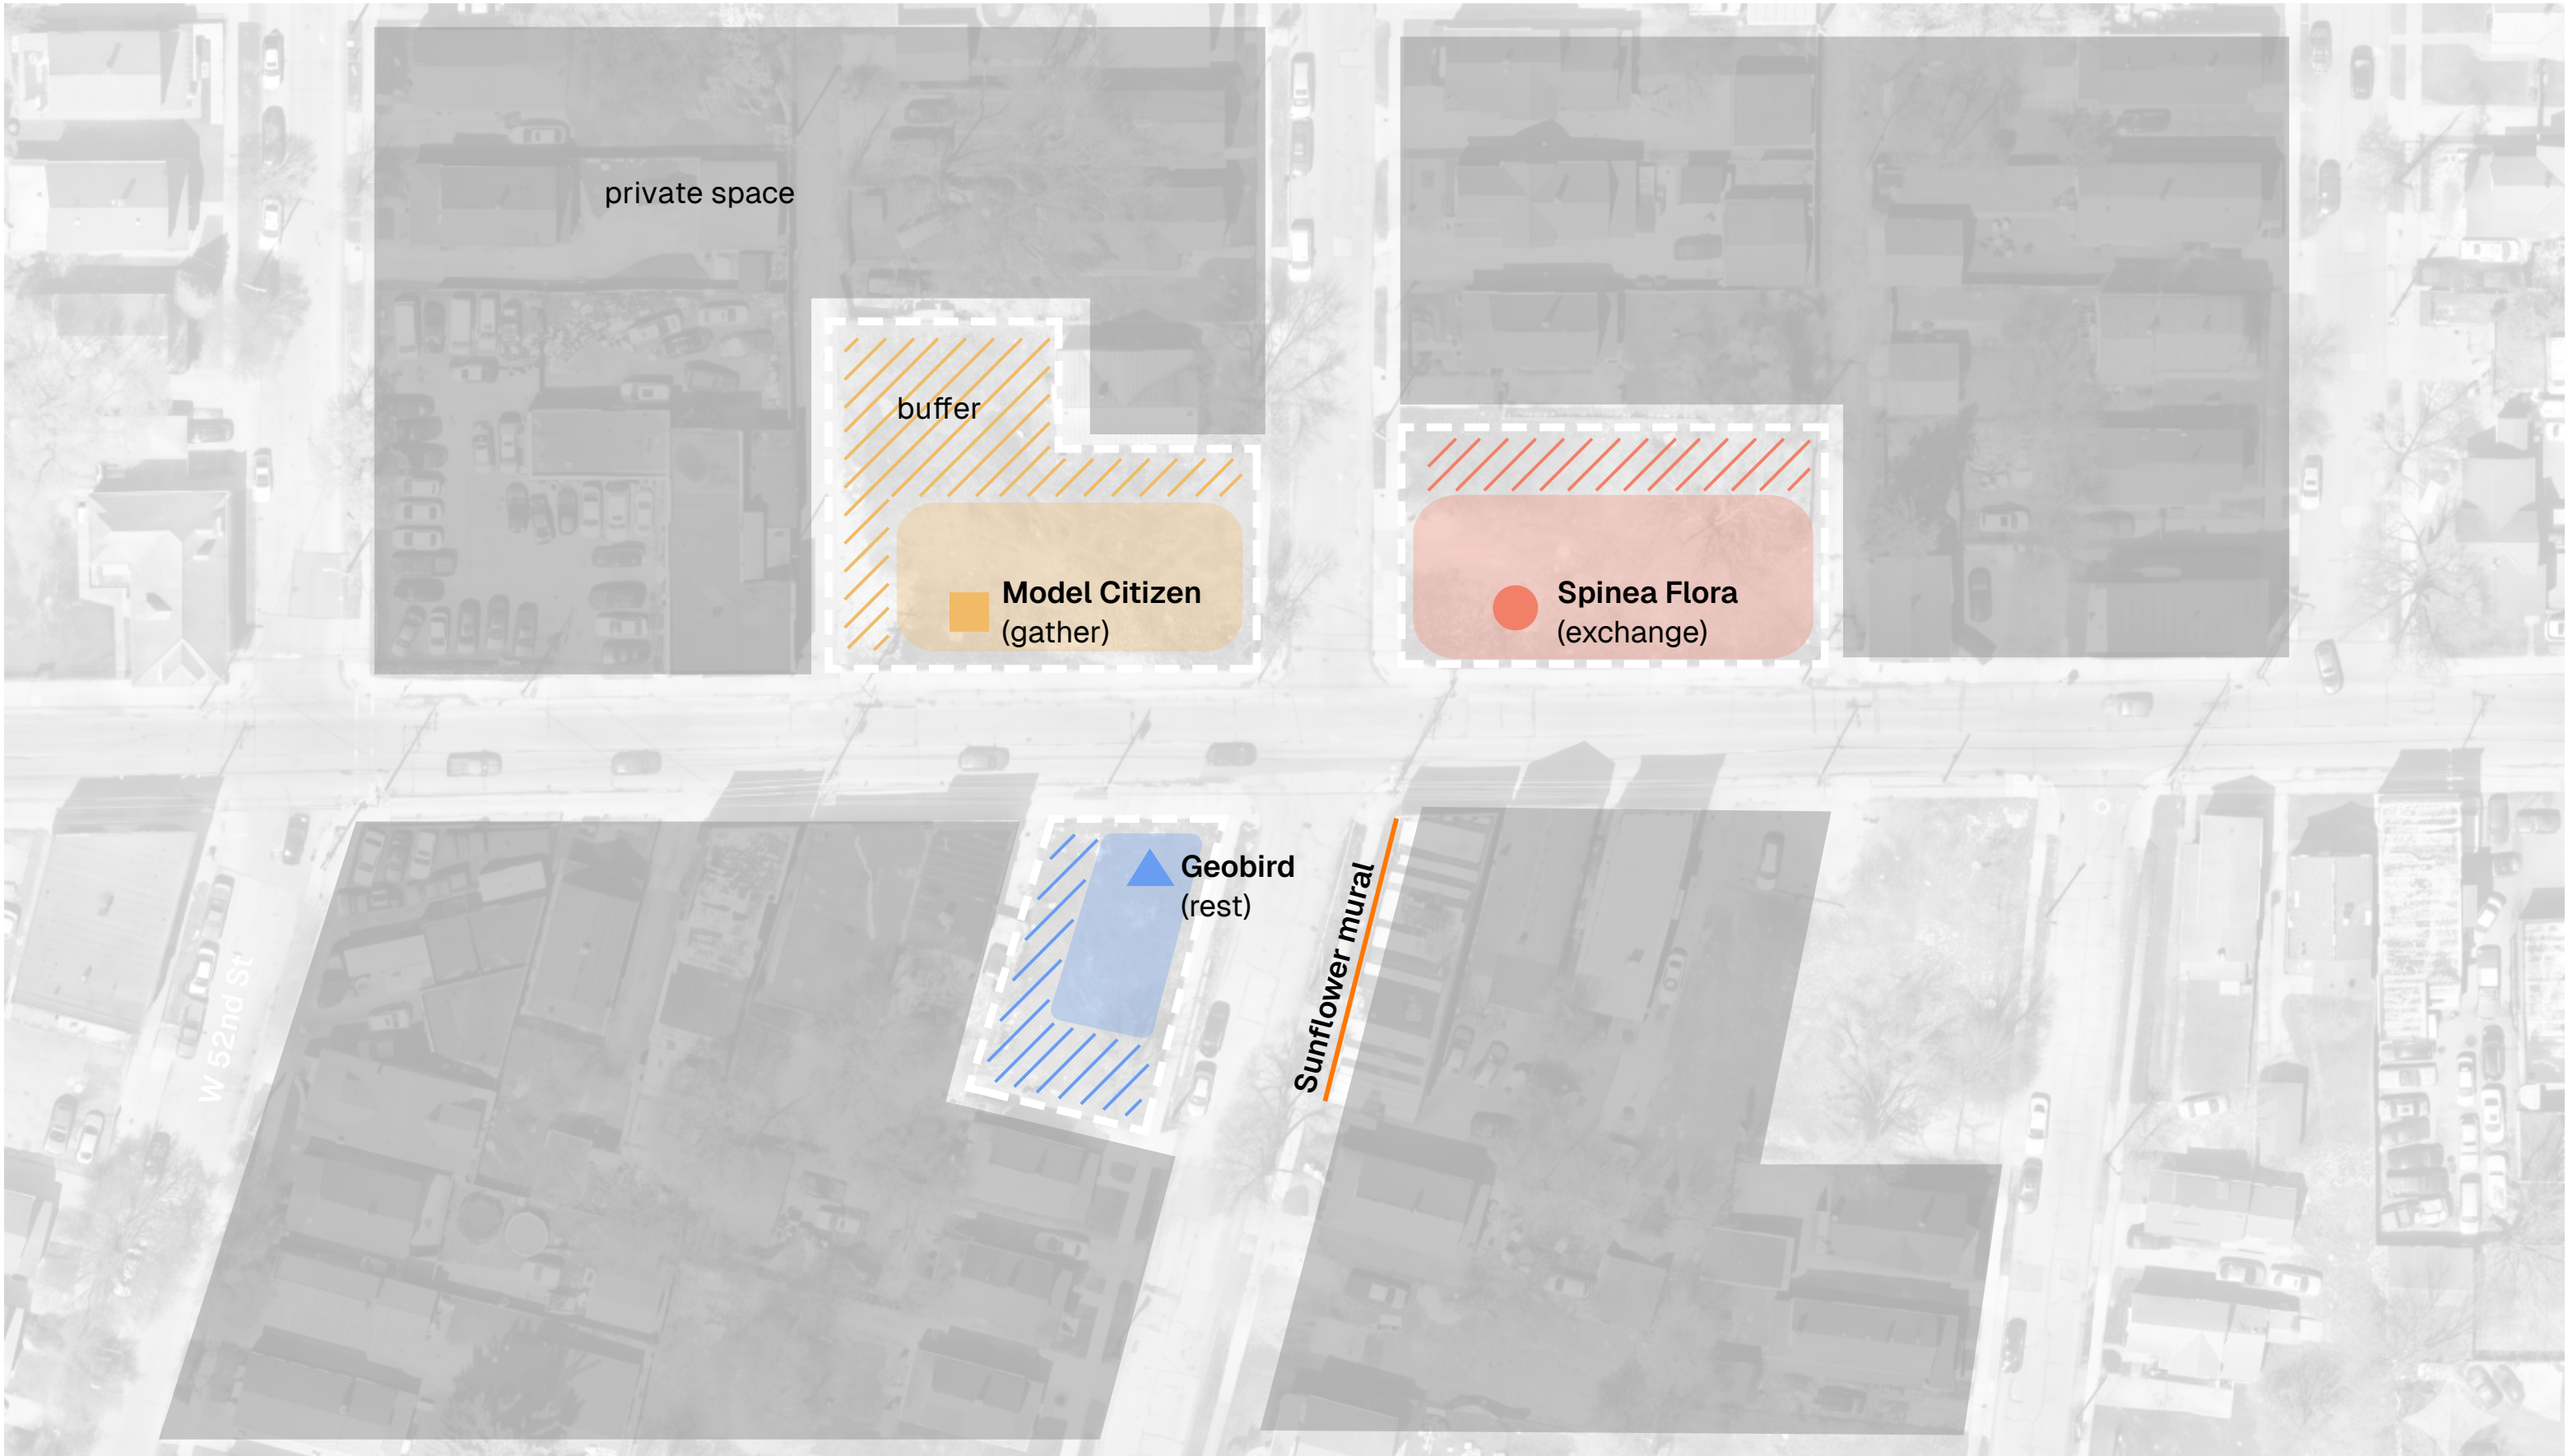 private space
buffer
Model Citizen
(gather)
Spinea Flora
(exchange)
Geobird
(rest)
Sunflower mural
W 52nd St